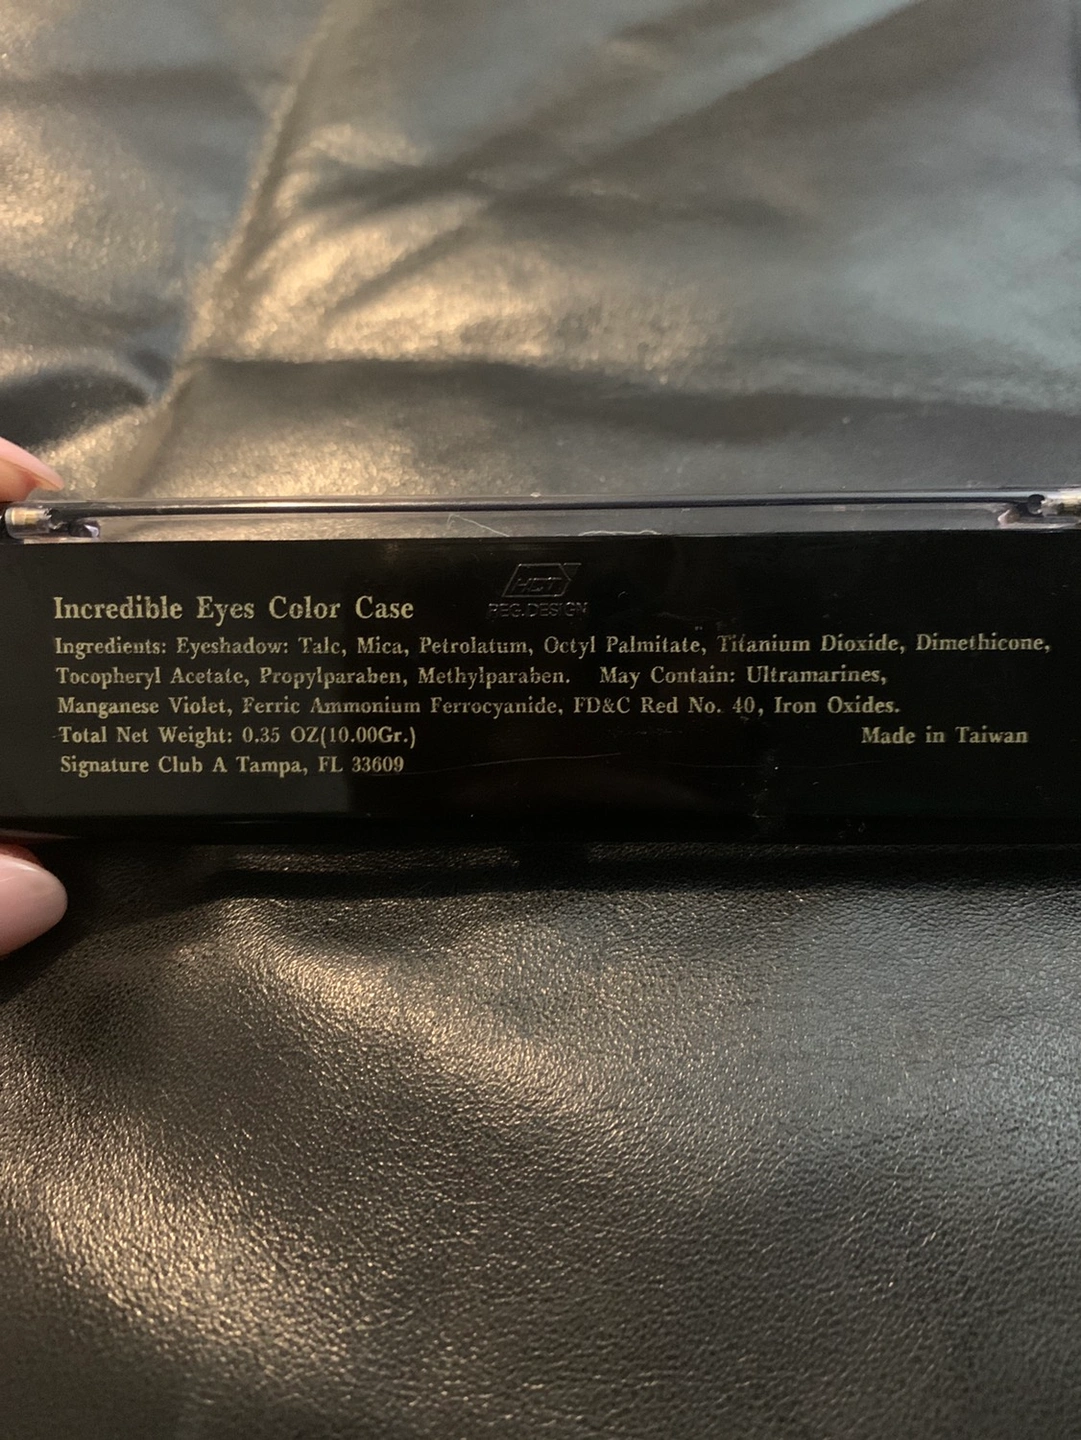 HCT
REG.DESIGN
Incredible Eyes Color Case
Ingredients: Eyeshadow: Talc, Mica, Petrolatum, Octyl Palmitate, Titanium Dioxide, Dimethicone,
Tocopheryl Acetate, Propylparaben, Methylparaben. May Contain: Ultramarines,
Manganese Violet, Ferric Ammonium Ferrocyanide, FD&C Red No. 40, Iron Oxides.
Total Net Weight: 0.35 OZ(10.00Gr.)
Made in Taiwan
Signature Club A Tampa, FL 33609